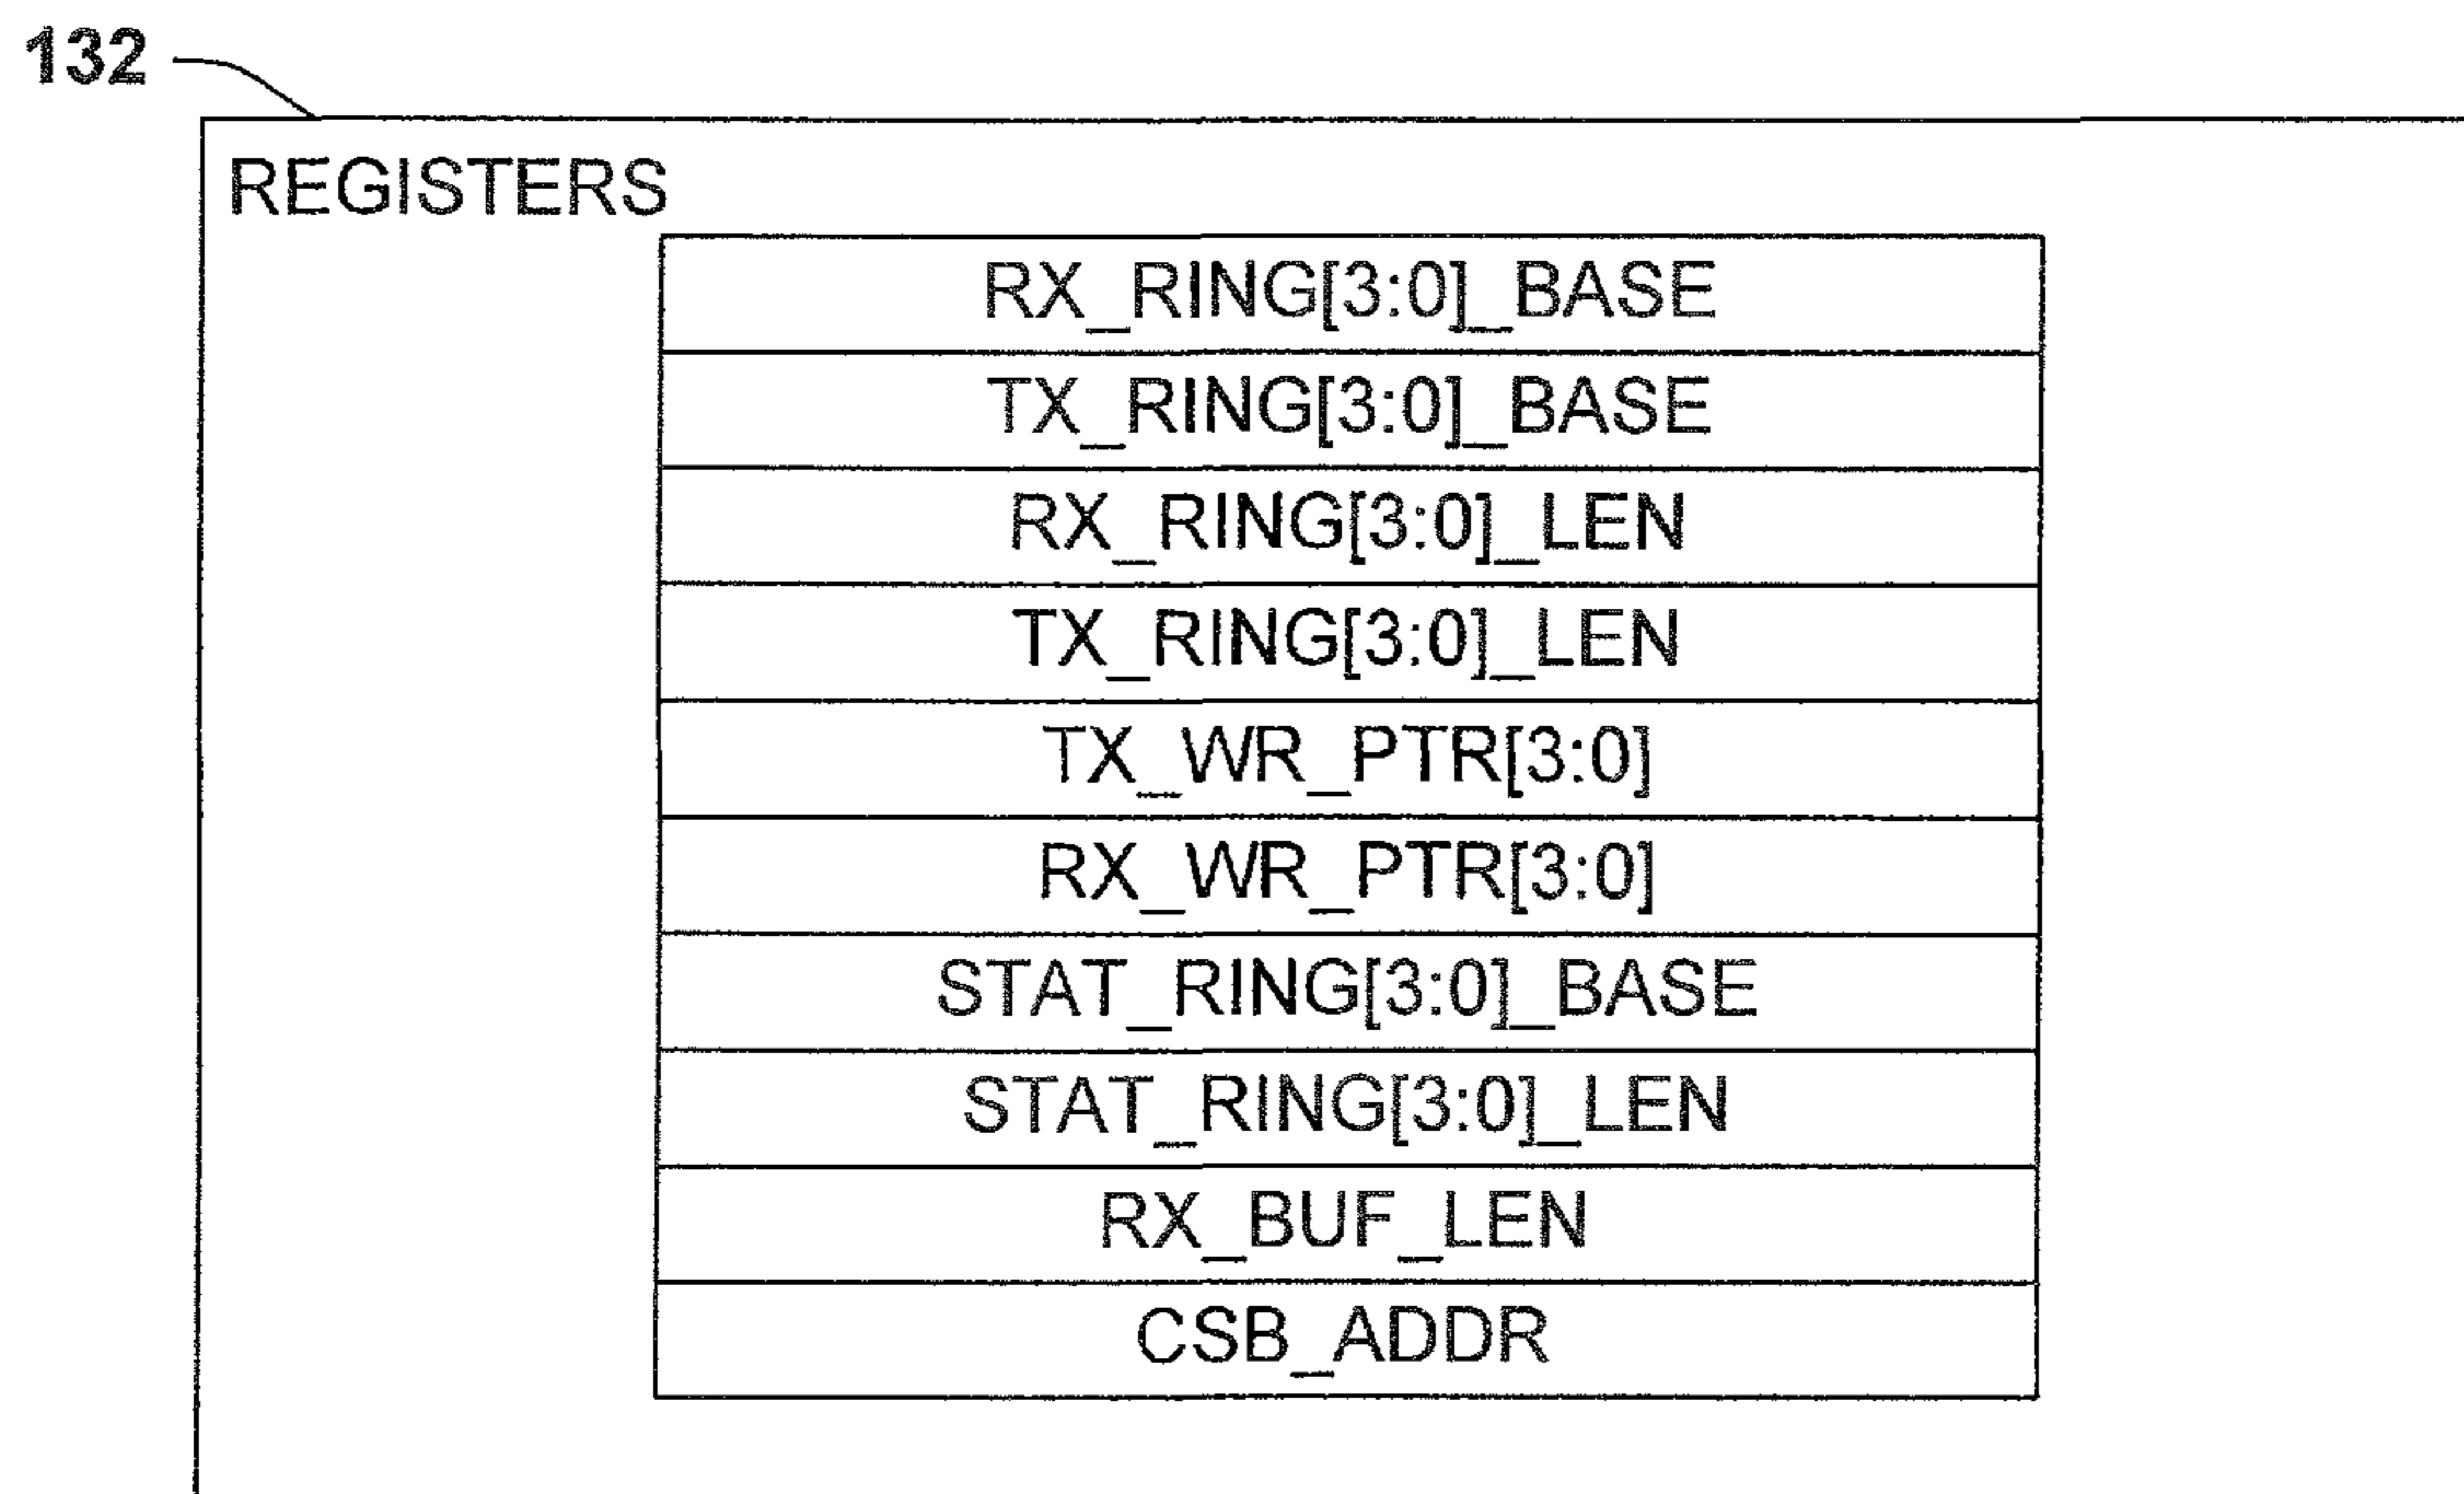 132
REGISTERS
RX_RING[3:0]_BASE
TX_RING[3:0]_BASE
RX_RING[3:0]_LEN
TX_RING[3:0]_LEN
TX_WR_PTR[3:0]
RX_WR_PTR[3:0]
STAT_RING[3:0]_BASE
STAT_RING[3:0]_LEN
RX_BUF_LEN
CSB_ADDR